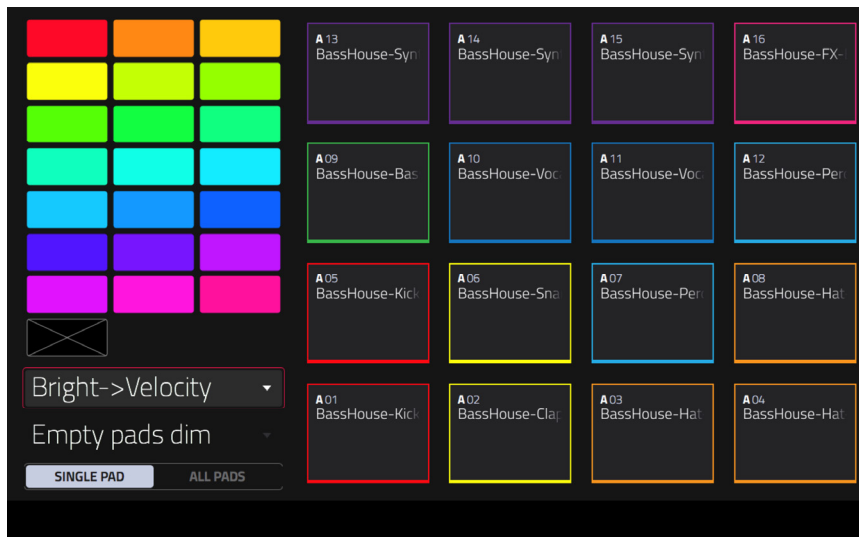 A 13
BassHouse-Syn
A 14
BassHouse-Syn
A 15
BassHouse-Syn
A 16
BassHouse-FX-
A 09
BassHouse-Bas
A 10
BassHouse-Voc
A 11
BassHouse-Voc
A 12
BassHouse-Perc
A 05
BassHouse-Kick
A 06
BassHouse-Sna
A 07
BassHouse-Perc
A 08
BassHouse-Hat
A 01
BassHouse-Kick
A 02
BassHouse-Clap
A 03
BassHouse-Hat
A 04
BassHouse-Hat
Bright->Velocity
Empty pads dim
SINGLE PAD
ALL PADS